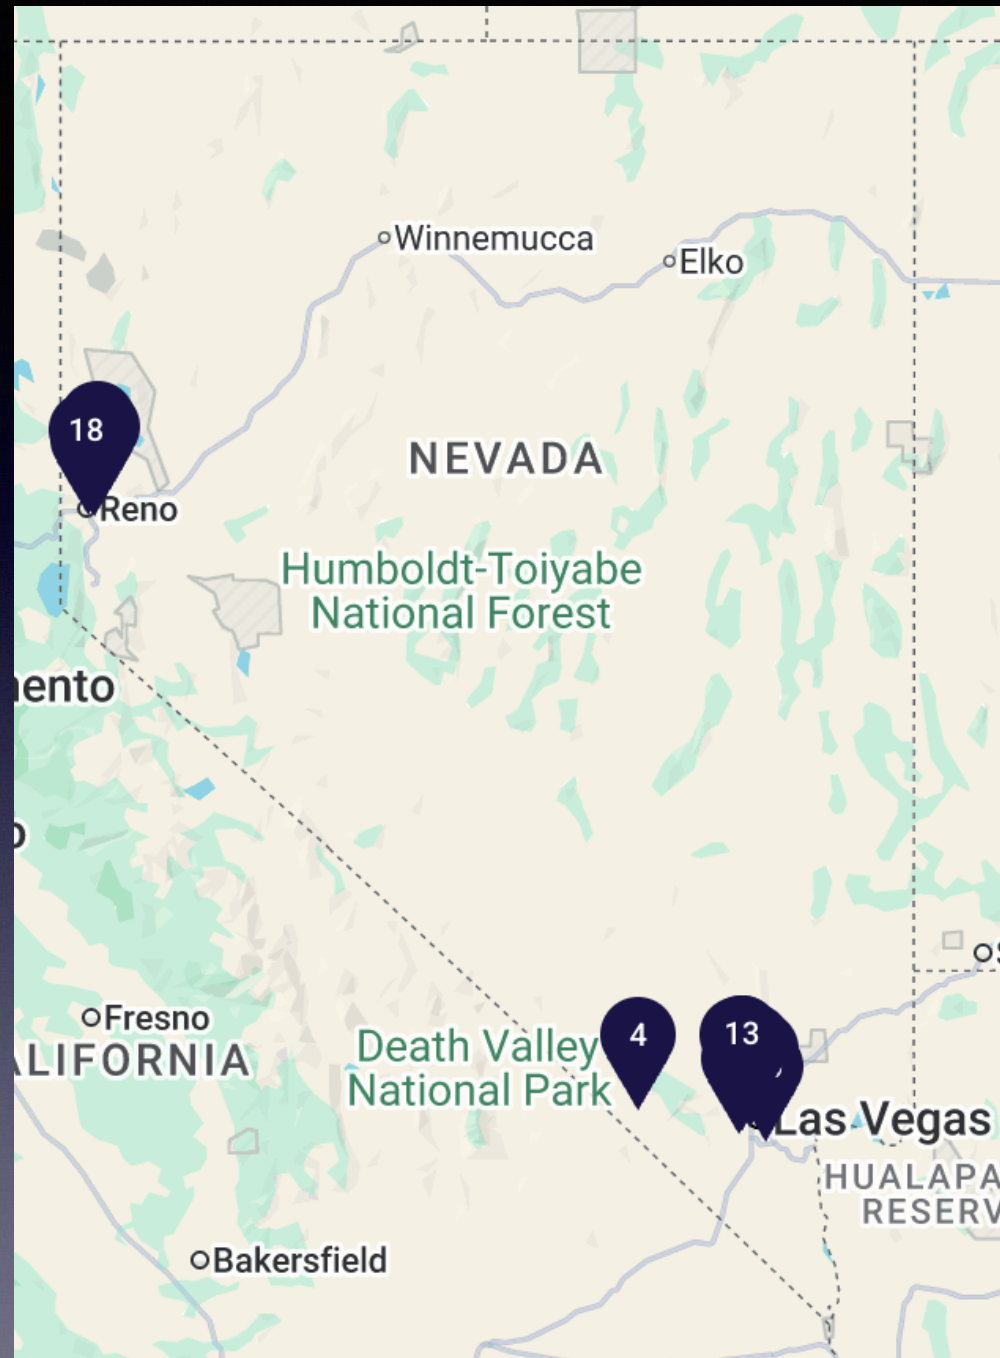 Winnemucca
Elko
18
NEVADA
Reno
Humboldt-Toiyabe
National Forest
ento
Fresno
ALIFORNIA
Death Valley
National Park
4
13
Las Vegas
HUALAPA
RESERV
Bakersfield